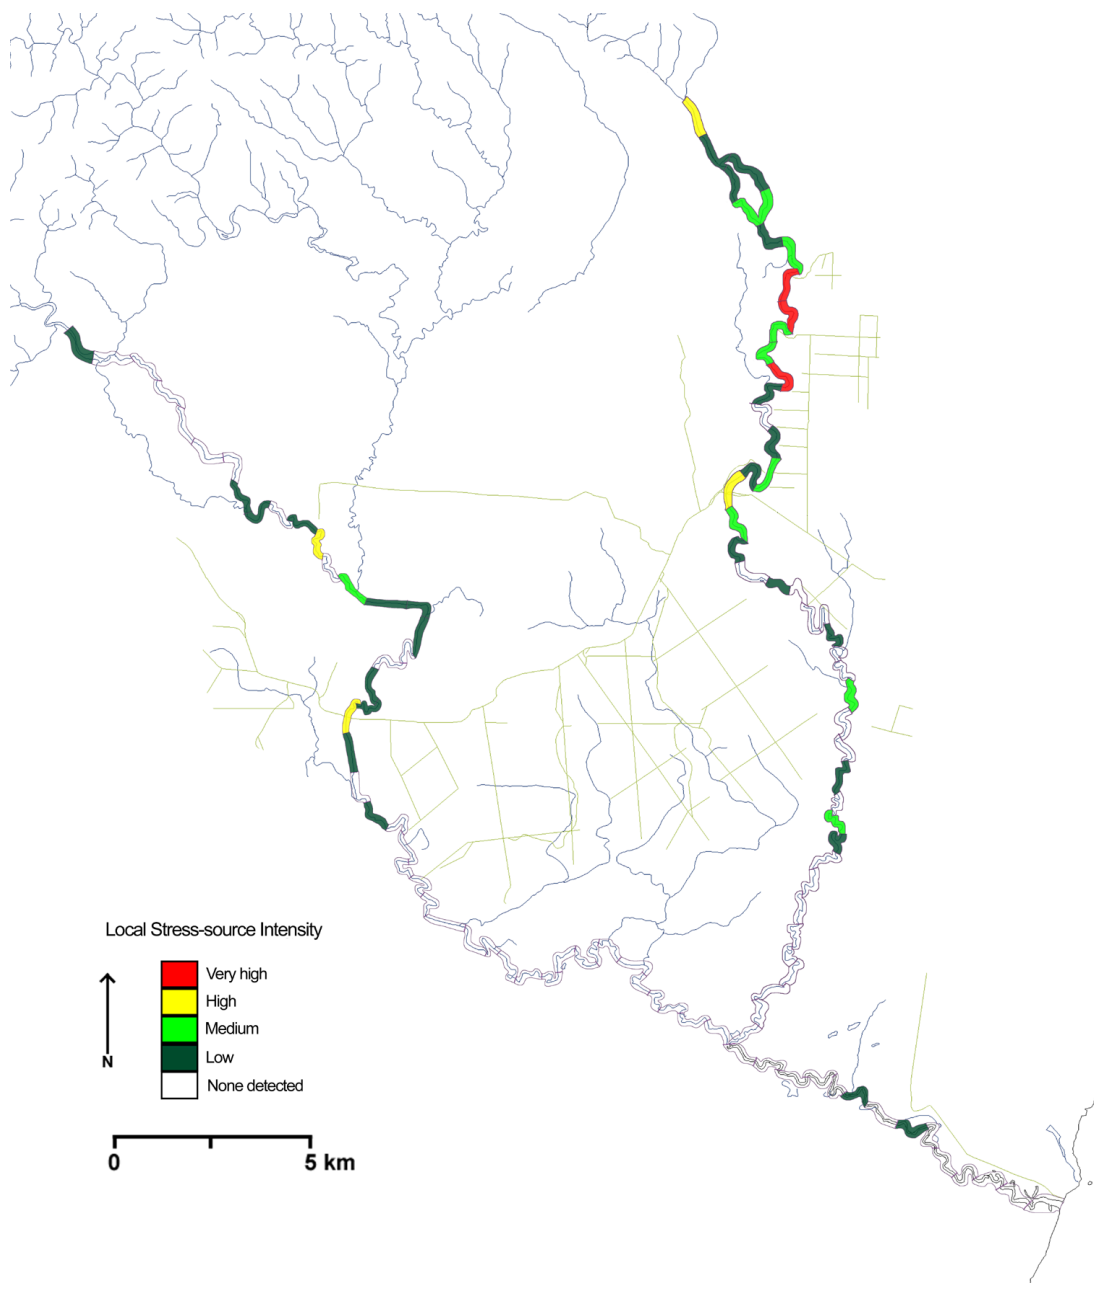 Local Stress-source Intensity
Very high
High
Medium
Low
None detected
N
0 5 km